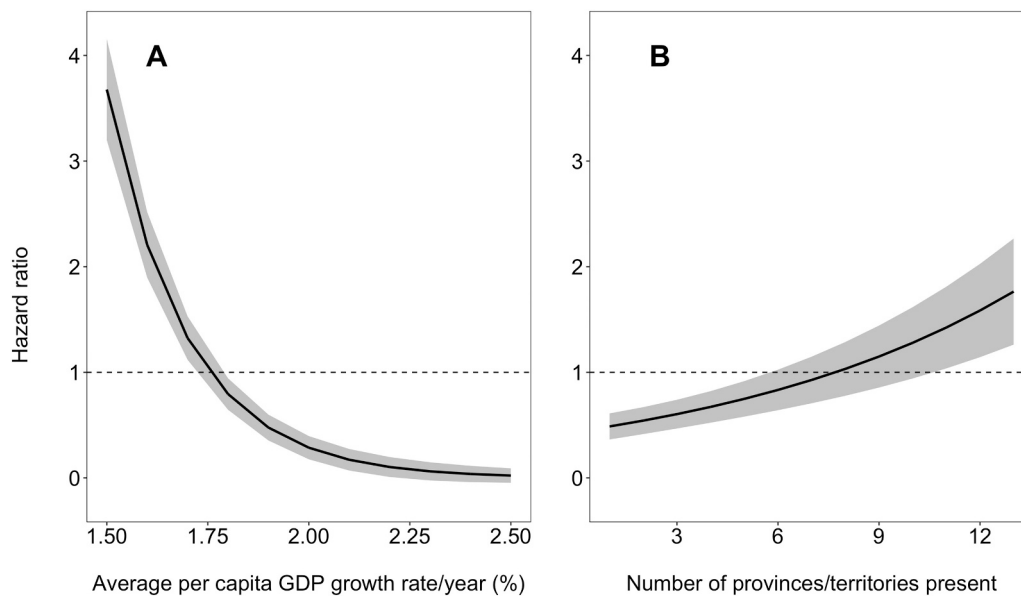 A
B
4
3
2
1
0
4
3
2
1
0
Hazard ratio
1.50 1.75 2.00 2.25 2.50
3 6 9 12
Average per capita GDP growth rate/year (%)
Number of provinces/territories present